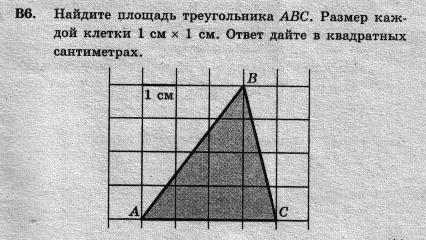 В6. Найдите площадь треугольника ABC. Размер каж-
дой клетки 1 см × 1 см. Ответ дайте в квадратных
сантиметрах.
B
1 см
A
C